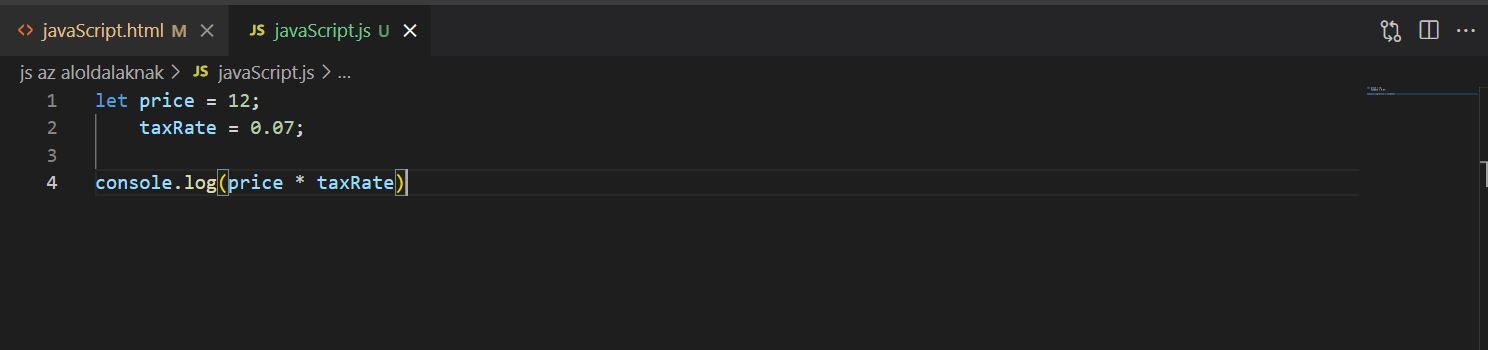 <> javaScript.html M × JS javaScript.js U ×
js az aloldalaknak > JS javaScript.js > ...
1 let price = 12;
2     taxRate = 0.07;
3
4 console.log(price * taxRate)